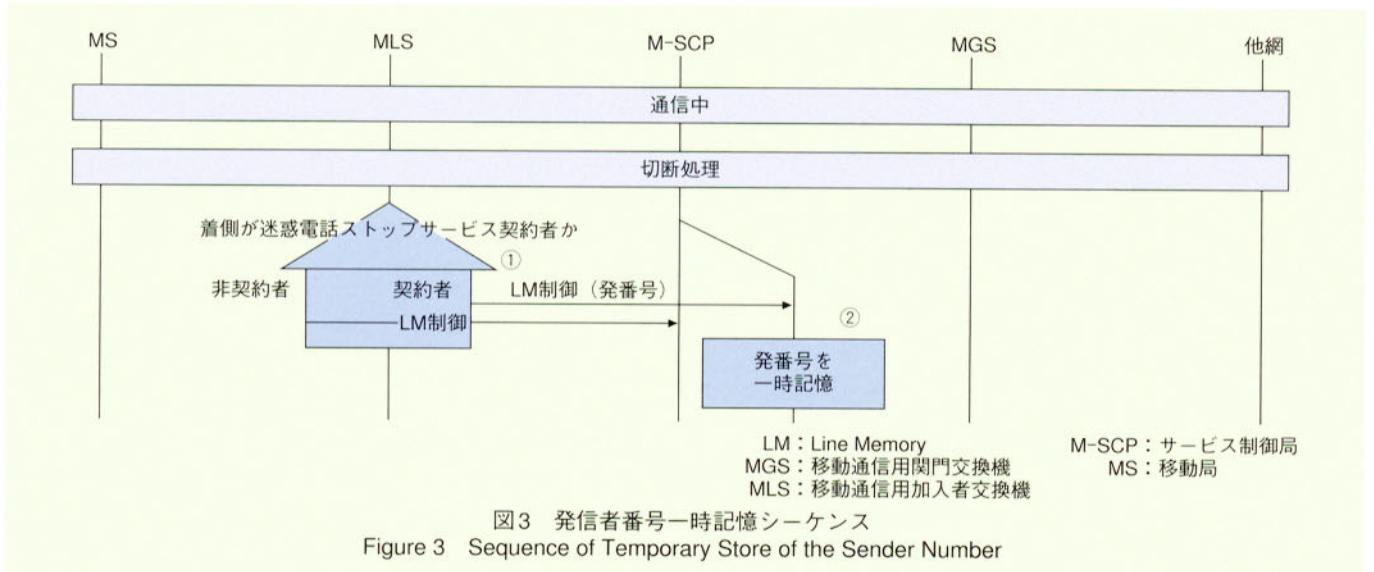 MS
MLS
M-SCP
MGS
他網
通信中
切断処理
着側が迷惑電話ストップサービス契約者か
①
非契約者
契約者
LM制御（発番号）
LM制御
②
発番号を
一時記憶
LM：Line Memory
MGS：移動通信用関門交換機
MLS：移動通信用加入者交換機
M-SCP：サービス制御局
MS：移動局
図3　発信者番号一時記憶シーケンス
Figure 3　Sequence of Temporary Store of the Sender Number